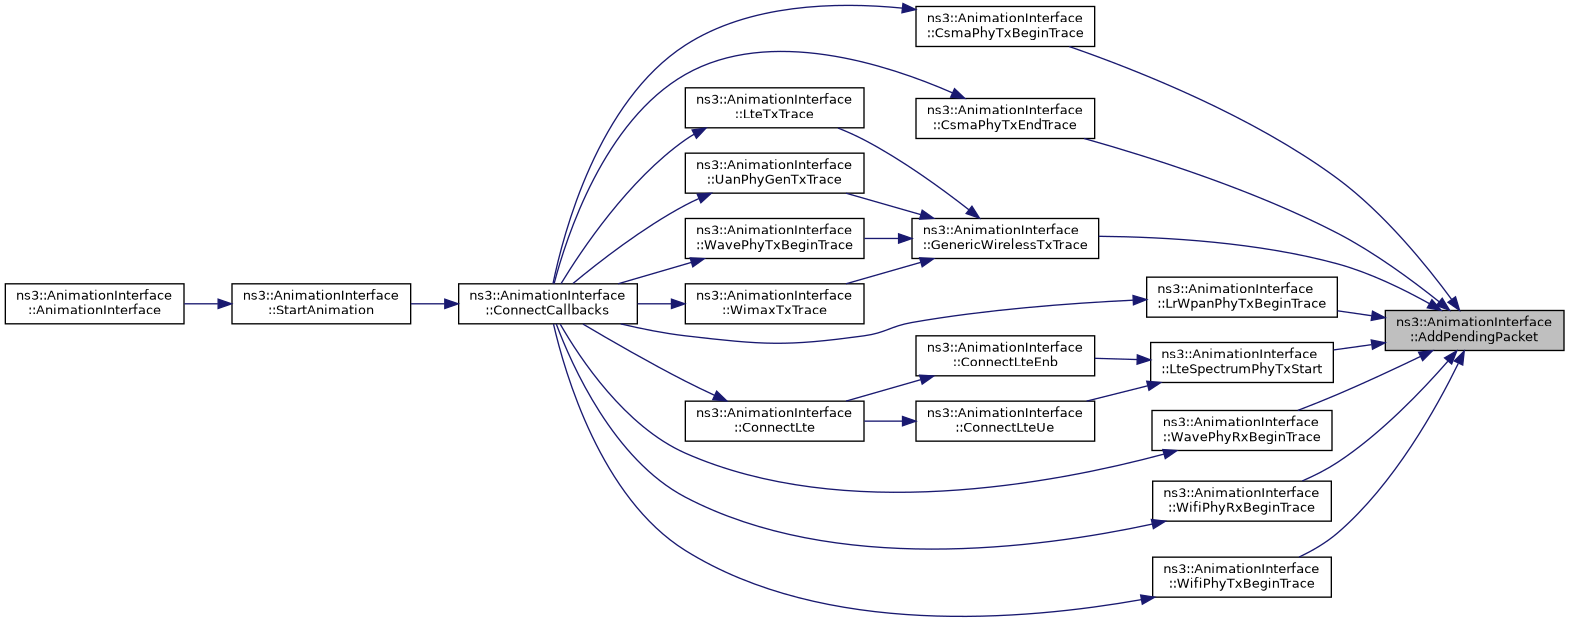 ns3::AnimationInterface
::CsmaPhyTxBeginTrace
ns3::AnimationInterface
::LteTxTrace
ns3::AnimationInterface
::CsmaPhyTxEndTrace
ns3::AnimationInterface
::UanPhyGenTxTrace
ns3::AnimationInterface
::WavePhyTxBeginTrace
ns3::AnimationInterface
::GenericWirelessTxTrace
ns3::AnimationInterface
::AnimationInterface
ns3::AnimationInterface
::StartAnimation
ns3::AnimationInterface
::ConnectCallbacks
ns3::AnimationInterface
::WimaxTxTrace
ns3::AnimationInterface
::LrWpanPhyTxBeginTrace
ns3::AnimationInterface
::AddPendingPacket
ns3::AnimationInterface
::ConnectLteEnb
ns3::AnimationInterface
::LteSpectrumPhyTxStart
ns3::AnimationInterface
::ConnectLte
ns3::AnimationInterface
::ConnectLteUe
ns3::AnimationInterface
::WavePhyRxBeginTrace
ns3::AnimationInterface
::WifiPhyRxBeginTrace
ns3::AnimationInterface
::WifiPhyTxBeginTrace